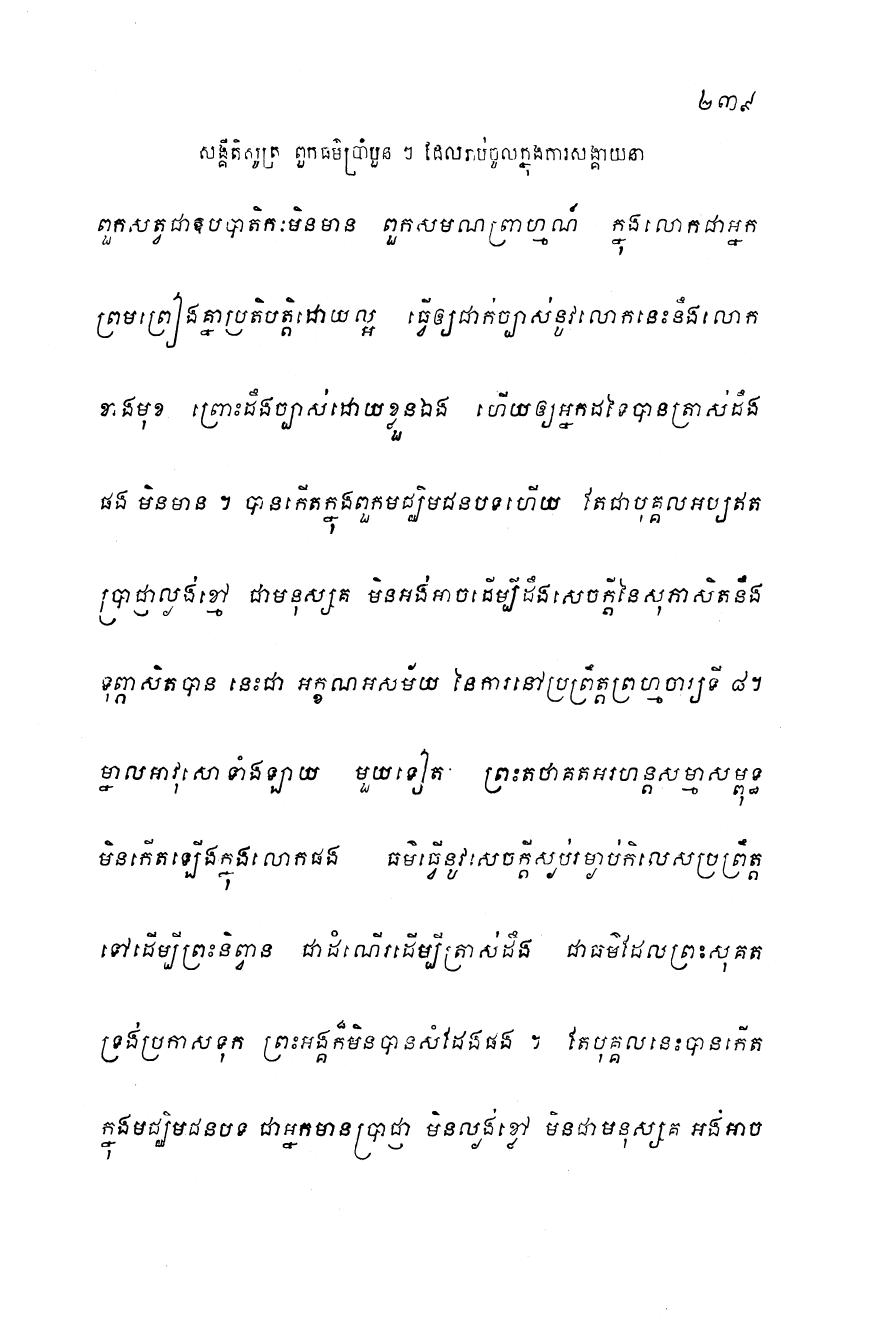 ២៣៩
សង្គីតិសូត្រ ពួកធម៌ប្រាំបួន ៗ ដែលរាប់ចូលក្នុងការសង្គាយនា
ពួកសត្វជាឧបបាតិកៈមិនមាន ពួកសមណព្រាហ្មណ៍ ក្នុងលោកជាអ្នក
ព្រមព្រៀងគ្នាប្រតិបត្តិដោយល្អ ធ្វើឲ្យជាក់ច្បាស់នូវលោកនេះនឹងលោក
ខាងមុខ ព្រោះដឹងច្បាស់ដោយខ្លួនឯង ហើយឲ្យអ្នកដទៃបានត្រាស់ដឹង
ផង មិនមាន ។ បានកើតក្នុងពួកមជ្ឈិមជនបទហើយ តែជាបុគ្គលអប្បឥត
ប្រាជ្ញាល្ងង់ខ្មៅ ជាមនុស្សគ មិនអង់អាចដើម្បីដឹងសេចក្តីនៃសុភាសិតនឹង
ទុព្ភាសិតបាន នេះជា អក្ខណអសម័យ នៃការនៅប្រព្រឹត្តព្រហ្មចារ្យទី ៨។
ម្នាលអាវុសោ ទាំងឡាយ មួយទៀត ព្រះតថាគតអរហន្តសម្មាសម្ពុទ្ធ
មិនកើតឡើងក្នុងលោកផង ធម៌ធ្វើនូវសេចក្តីស្ងប់រម្ងាប់កិលេសប្រព្រឹត្ត
ទៅដើម្បីព្រះនិព្វាន ជាដំណើរដើម្បីត្រាស់ដឹង ជាធម៌ដែលព្រះសុគត
ទ្រង់ប្រកាសទុក ព្រះអង្គក៏មិនបានសំដែងផង ។ តែបុគ្គលនេះបានកើត
ក្នុងមជ្ឈិមជនបទ ជាអ្នកមានប្រាជ្ញា មិនល្ងង់ខ្លៅ មិនជាមនុស្សគ អង់អាច